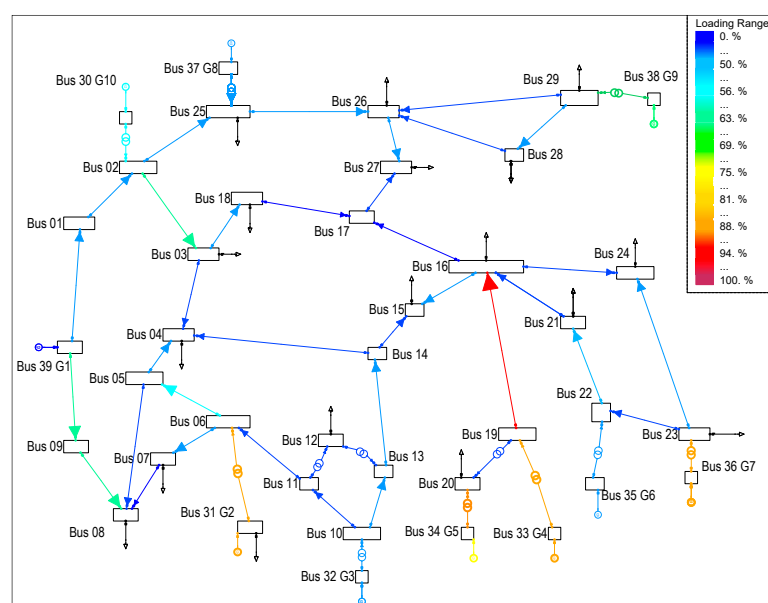 Loading Range
0. %
...
50. %
...
56. %
...
63. %
...
69. %
...
75. %
...
81. %
...
88. %
...
94. %
...
100. %
Bus 37 G8
Bus 30 G10
Bus 25
Bus 26
Bus 29
Bus 38 G9
Bus 28
Bus 02
Bus 27
Bus 18
Bus 01
Bus 17
Bus 03
Bus 16
Bus 24
Bus 15
Bus 21
Bus 04
Bus 14
Bus 39 G1
Bus 05
Bus 22
Bus 06
Bus 12
Bus 19
Bus 23
Bus 09
Bus 07
Bus 13
Bus 11
Bus 20
Bus 36 G7
Bus 35 G6
Bus 08
Bus 31 G2
Bus 10
Bus 34 G5
Bus 33 G4
Bus 32 G3